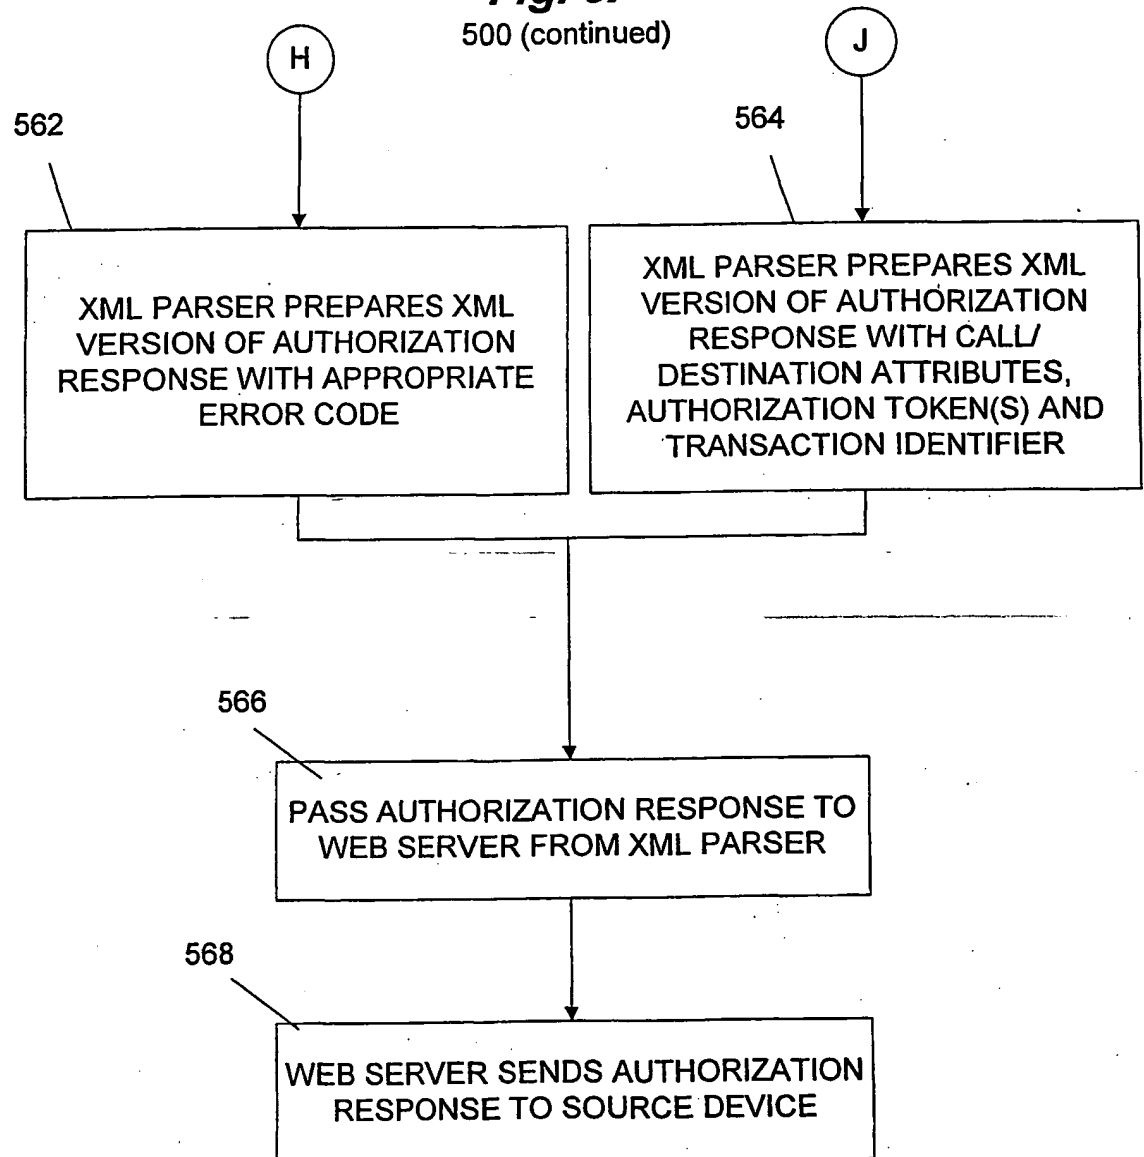 500 (continued)
H
J
562
564
XML PARSER PREPARES XML
VERSION OF AUTHORIZATION
RESPONSE WITH APPROPRIATE
ERROR CODE
XML PARSER PREPARES XML
VERSION OF AUTHORIZATION
RESPONSE WITH CALL/
DESTINATION ATTRIBUTES,
AUTHORIZATION TOKEN(S) AND
TRANSACTION IDENTIFIER
566
PASS AUTHORIZATION RESPONSE TO
WEB SERVER FROM XML PARSER
568
WEB SERVER SENDS AUTHORIZATION
RESPONSE TO SOURCE DEVICE